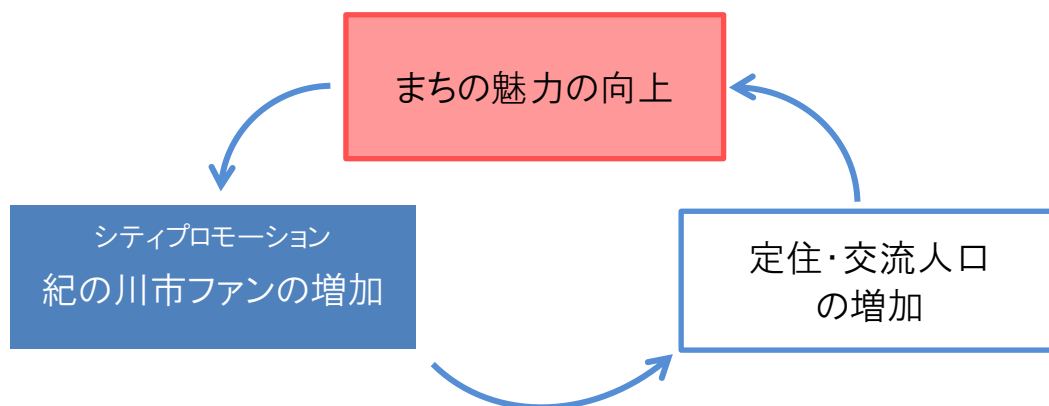 まちの魅力の向上
シティプロモーション
紀の川市ファンの増加
定住・交流人口
の増加